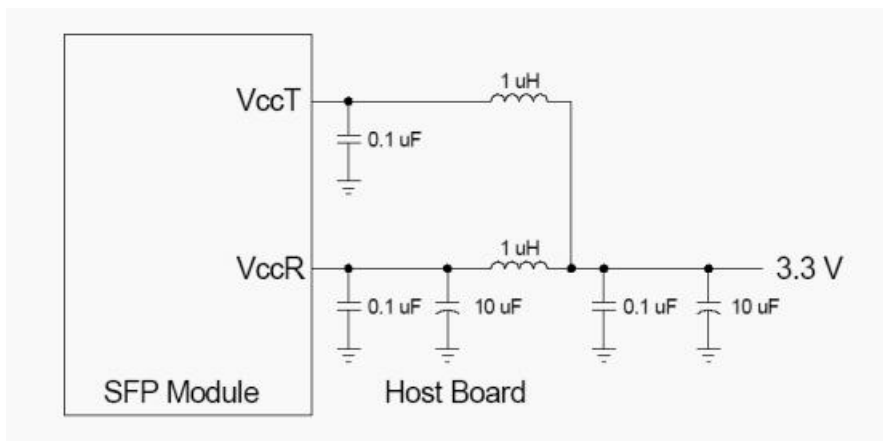 1 uH
VccT
0.1 uF
1 uH
VccR
3.3 V
0.1 uF 10 uF 0.1 uF 10 uF
SFP Module Host Board